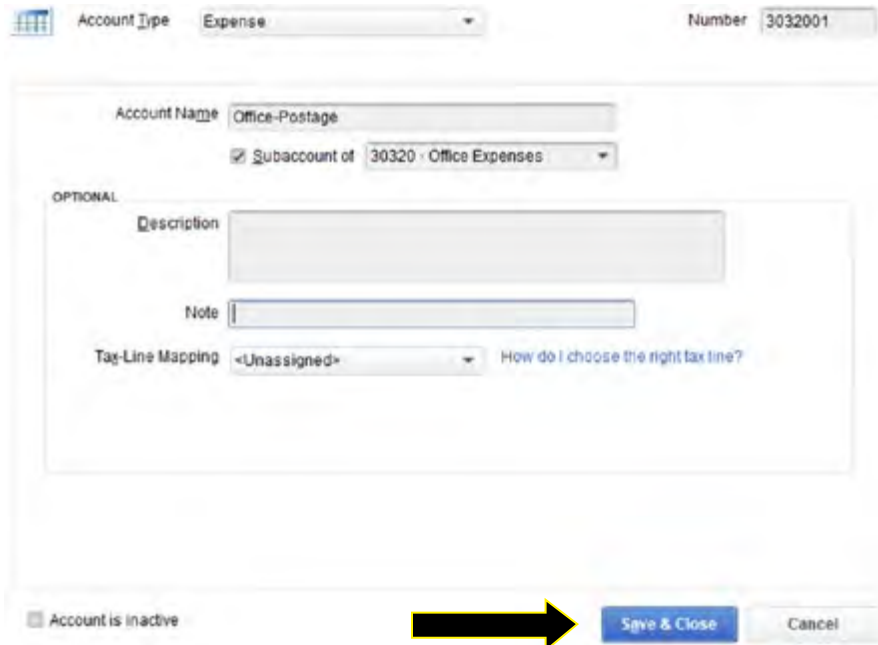 Account Type Expense Number 3032001
Account Name Office-Postage
Subaccount of 30320 · Office Expenses
OPTIONAL
Description
Note
Tax-Line Mapping <Unassigned> How do I choose the right tax line?
Account is inactive Save & Close Cancel